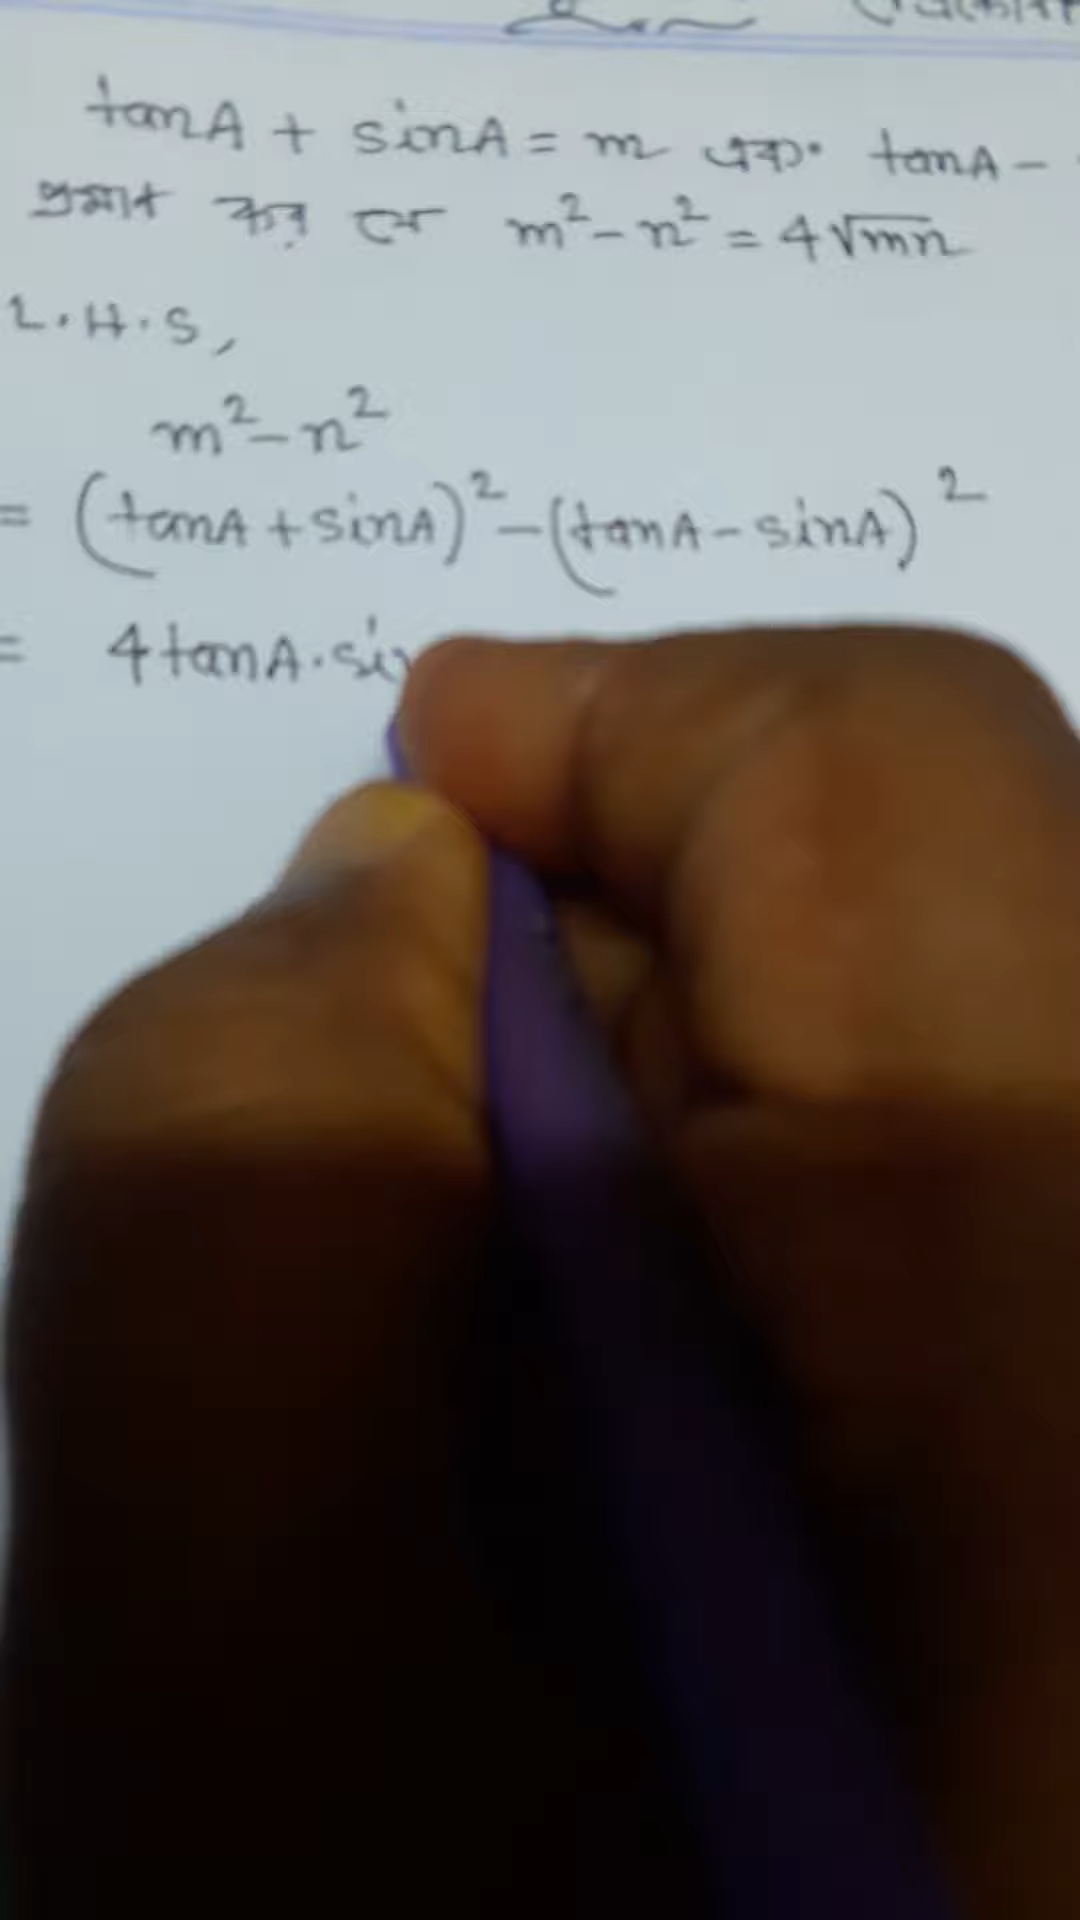 tanA + sinA = m এবং tanA -
প্রমাণ কর যে m² - n² = 4√mn
L.H.S,
m² - n²
= (tanA + sinA)² - (tanA - sinA)²
= 4tanA.sin